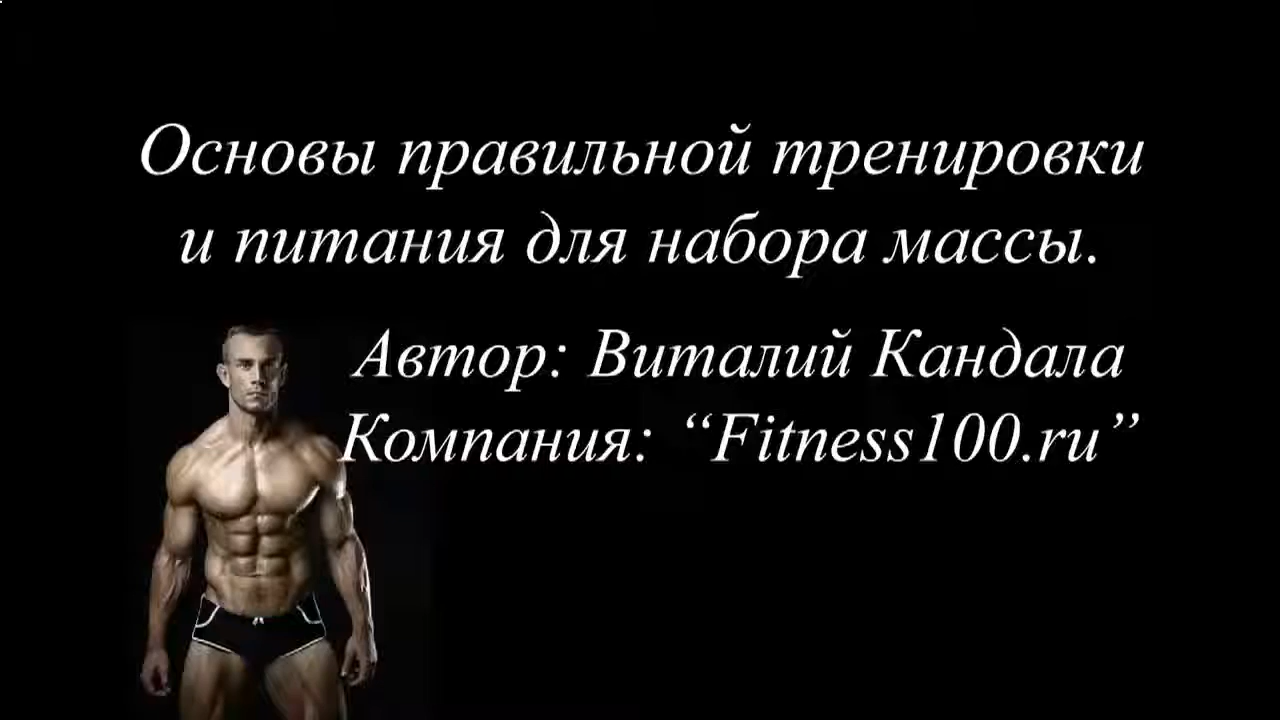 Основы правильной тренировки
и питания для набора массы.
Автор: Виталий Кандала
Компания: “Fitness100.ru”